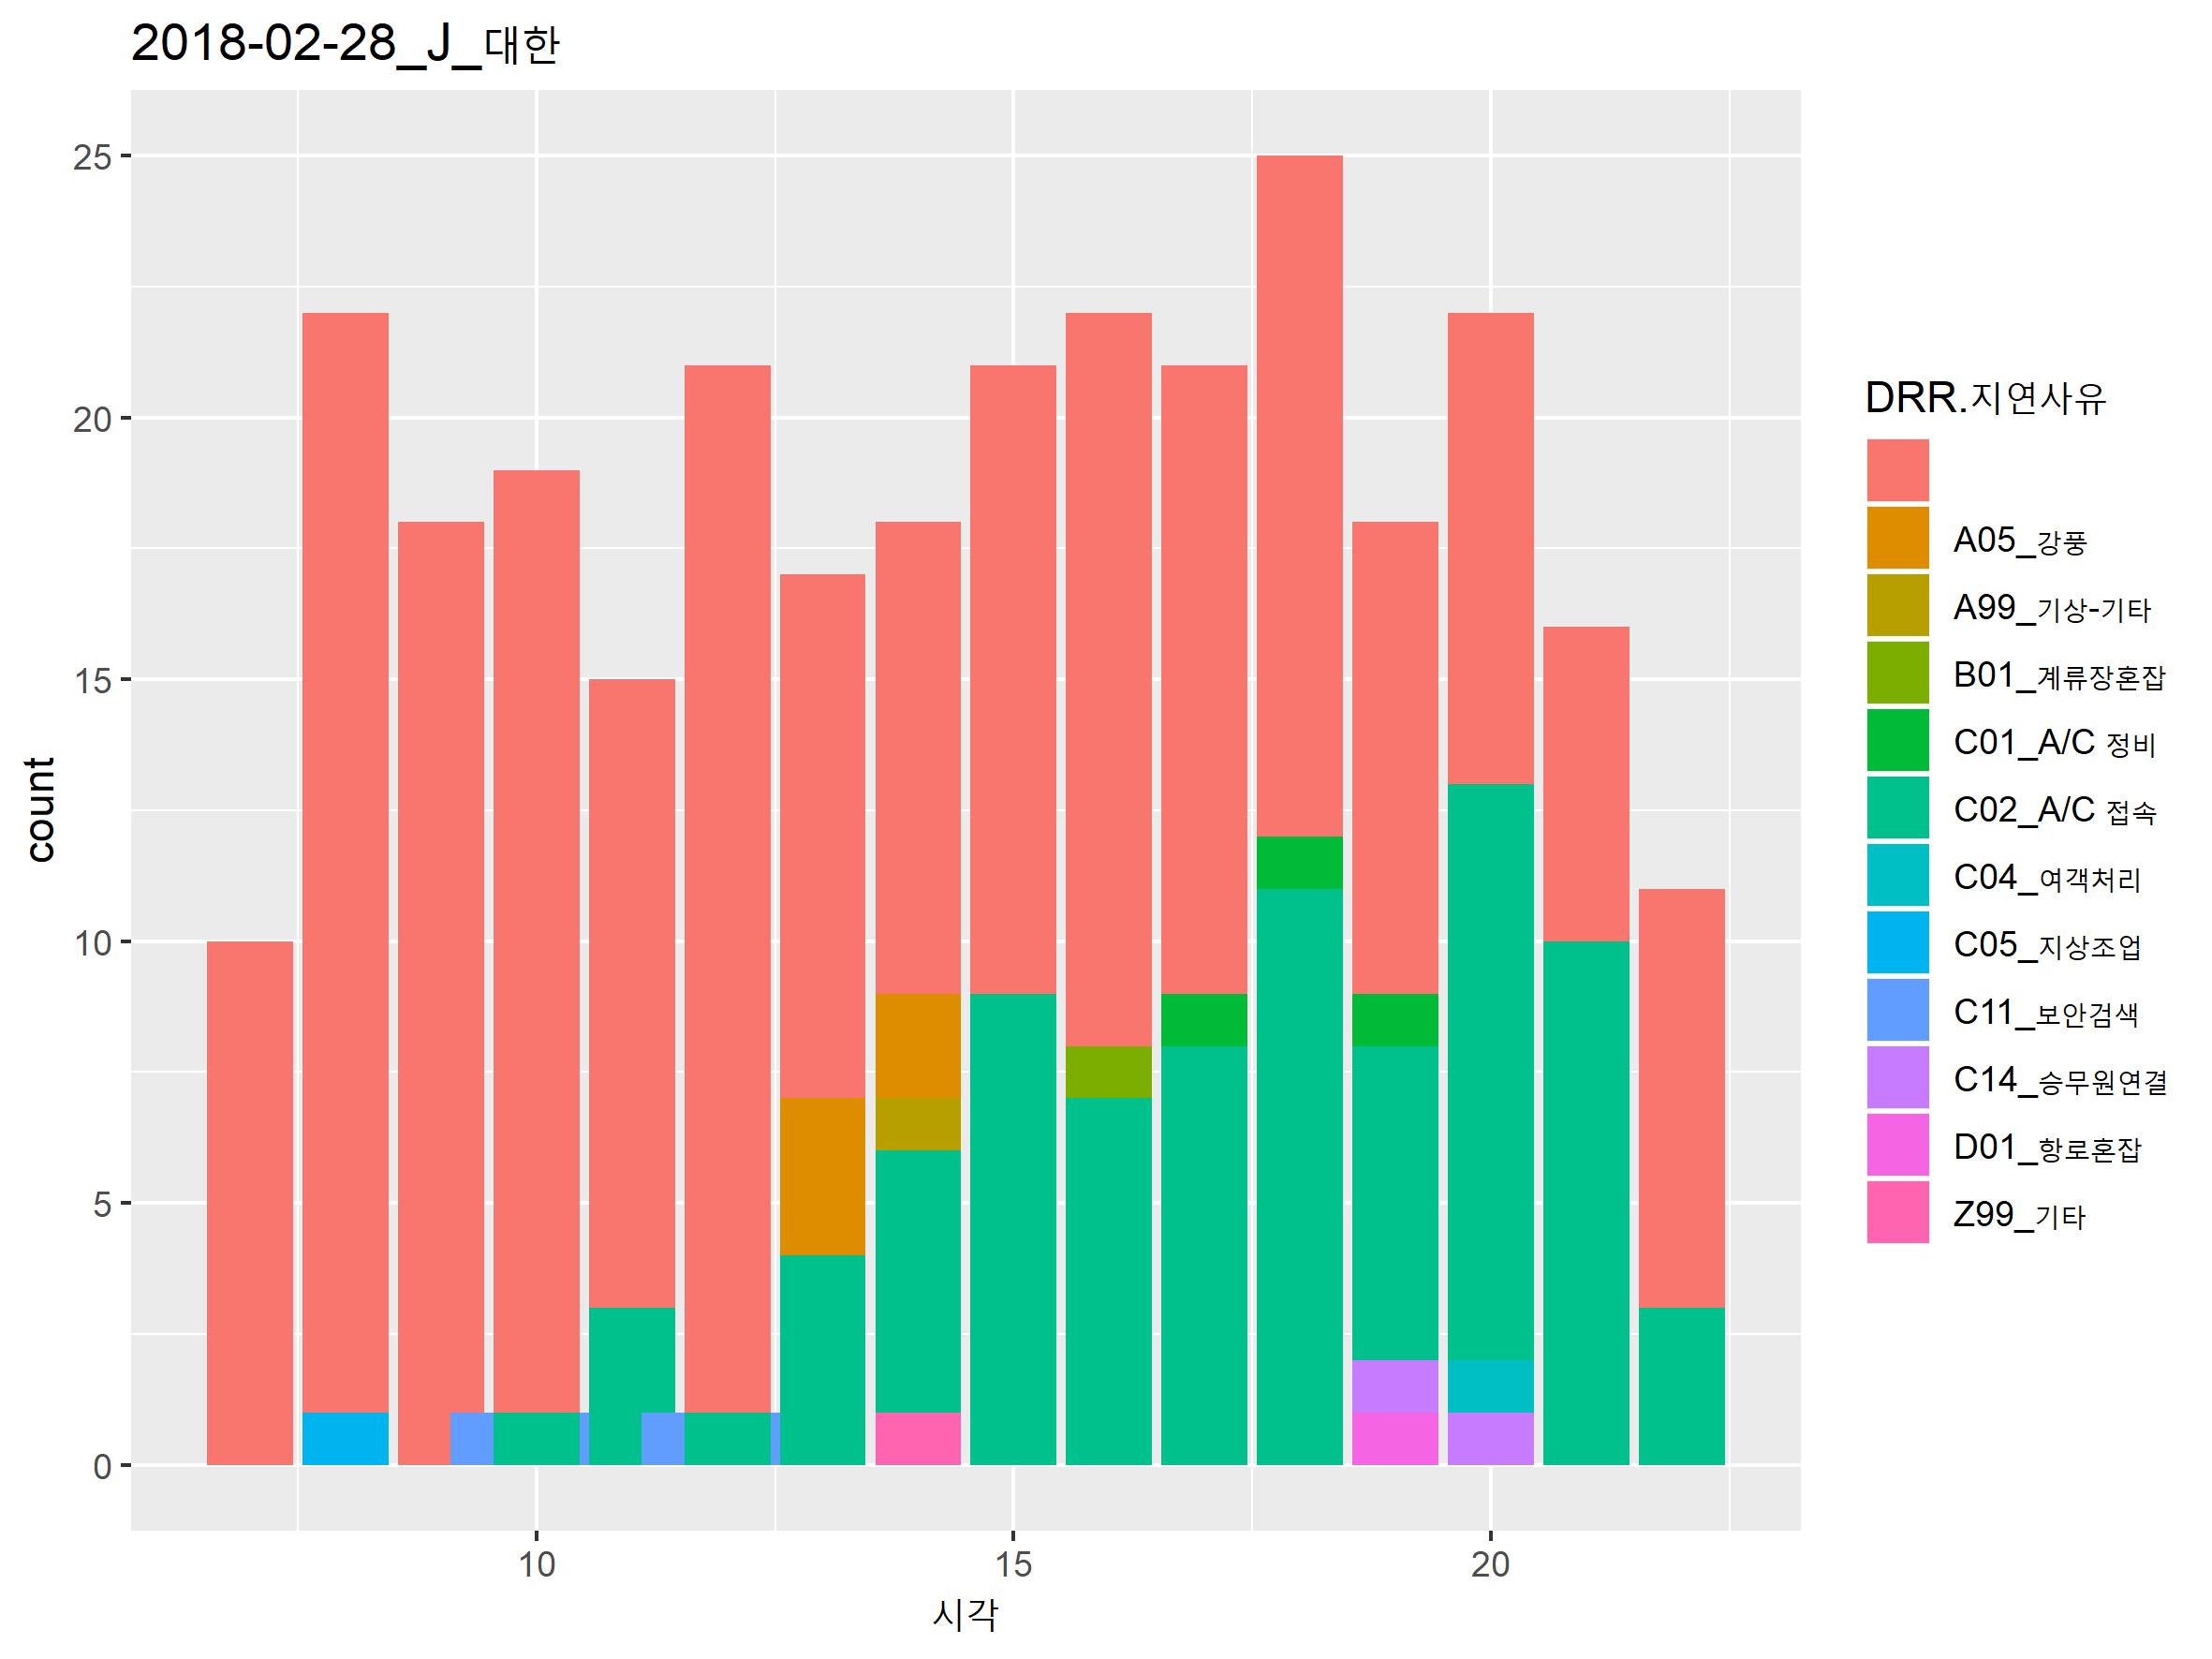 2018-02-28_J_대한
25
20
15
10
5
0
count
10
15
20
시각
DRR.지연사유
A05_강풍
A99_기상-기타
B01_계류장혼잡
C01_A/C 정비
C02_A/C 접속
C04_여객처리
C05_지상조업
C11_보안검색
C14_승무원연결
D01_항로혼잡
Z99_기타